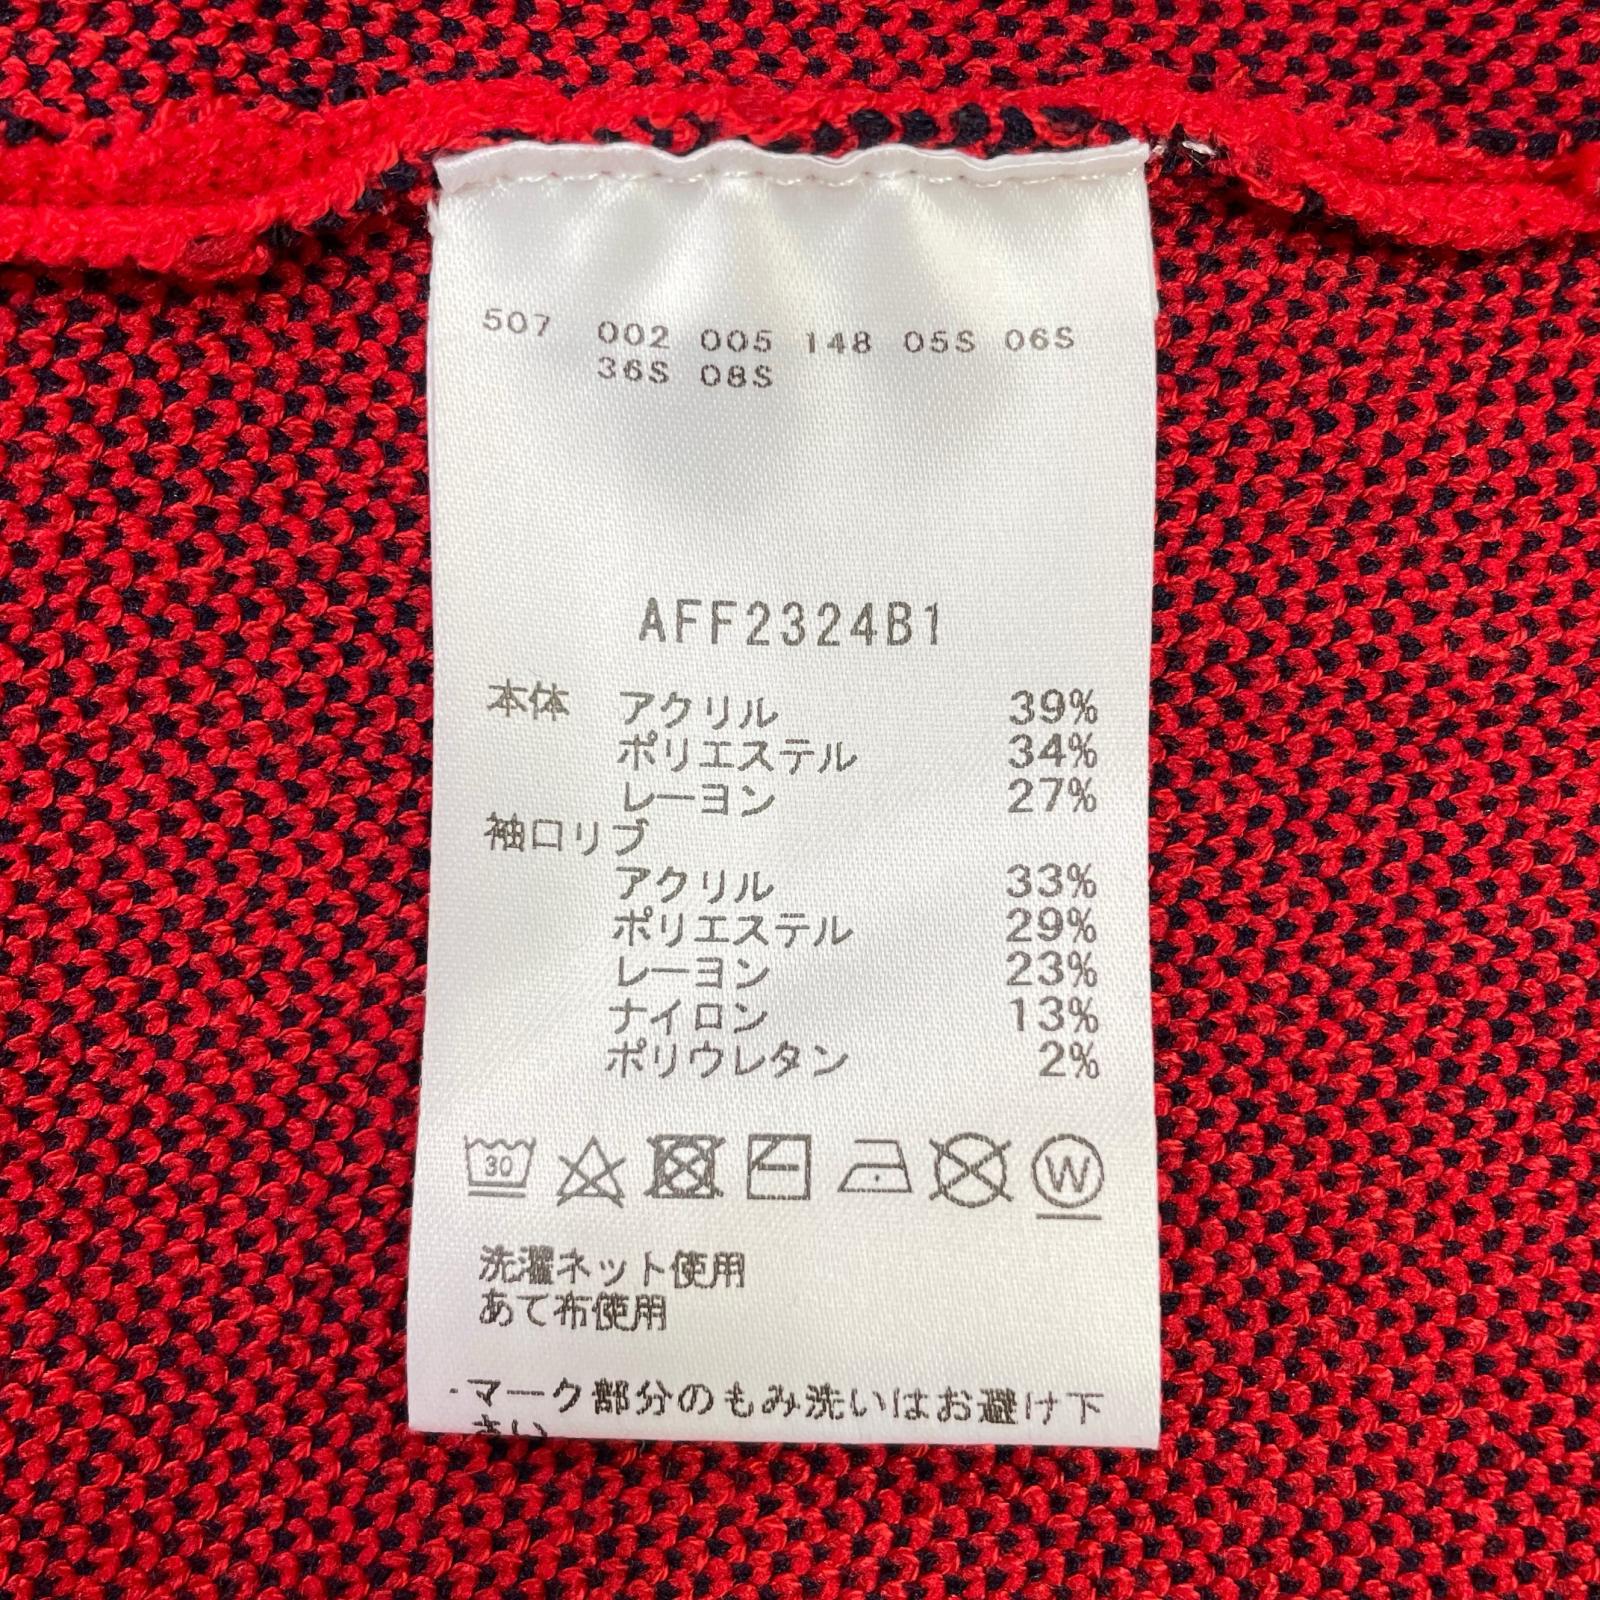 507 002 005 148 05S 06S
36S 08S
AFF2324B1
本体 アクリル 39%
ポリエステル 34%
レーヨン 27%
袖口リブ
アクリル 33%
ポリエステル 29%
レーヨン 23%
ナイロン 13%
ポリウレタン 2%
30 W
洗濯ネット使用
あて布使用
・マーク部分のもみ洗いはお避け下
さい